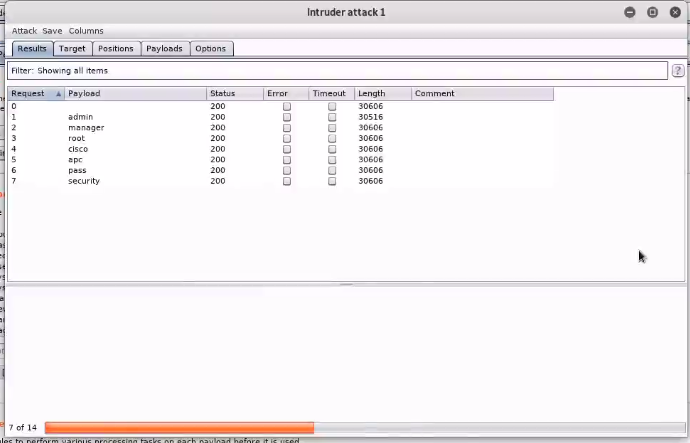 Intruder attack 1
Attack Save Columns
Results Target Positions Payloads Options
Filter: Showing all items ?
Request Payload Status Error Timeout Length Comment
0 200 30606
1 admin 200 30516
2 manager 200 30606
3 root 200 30606
4 cisco 200 30606
5 apc 200 30606
6 pass 200 30606
7 security 200 30606
7 of 14
les to perform various processing tasks on each payload before it is used.